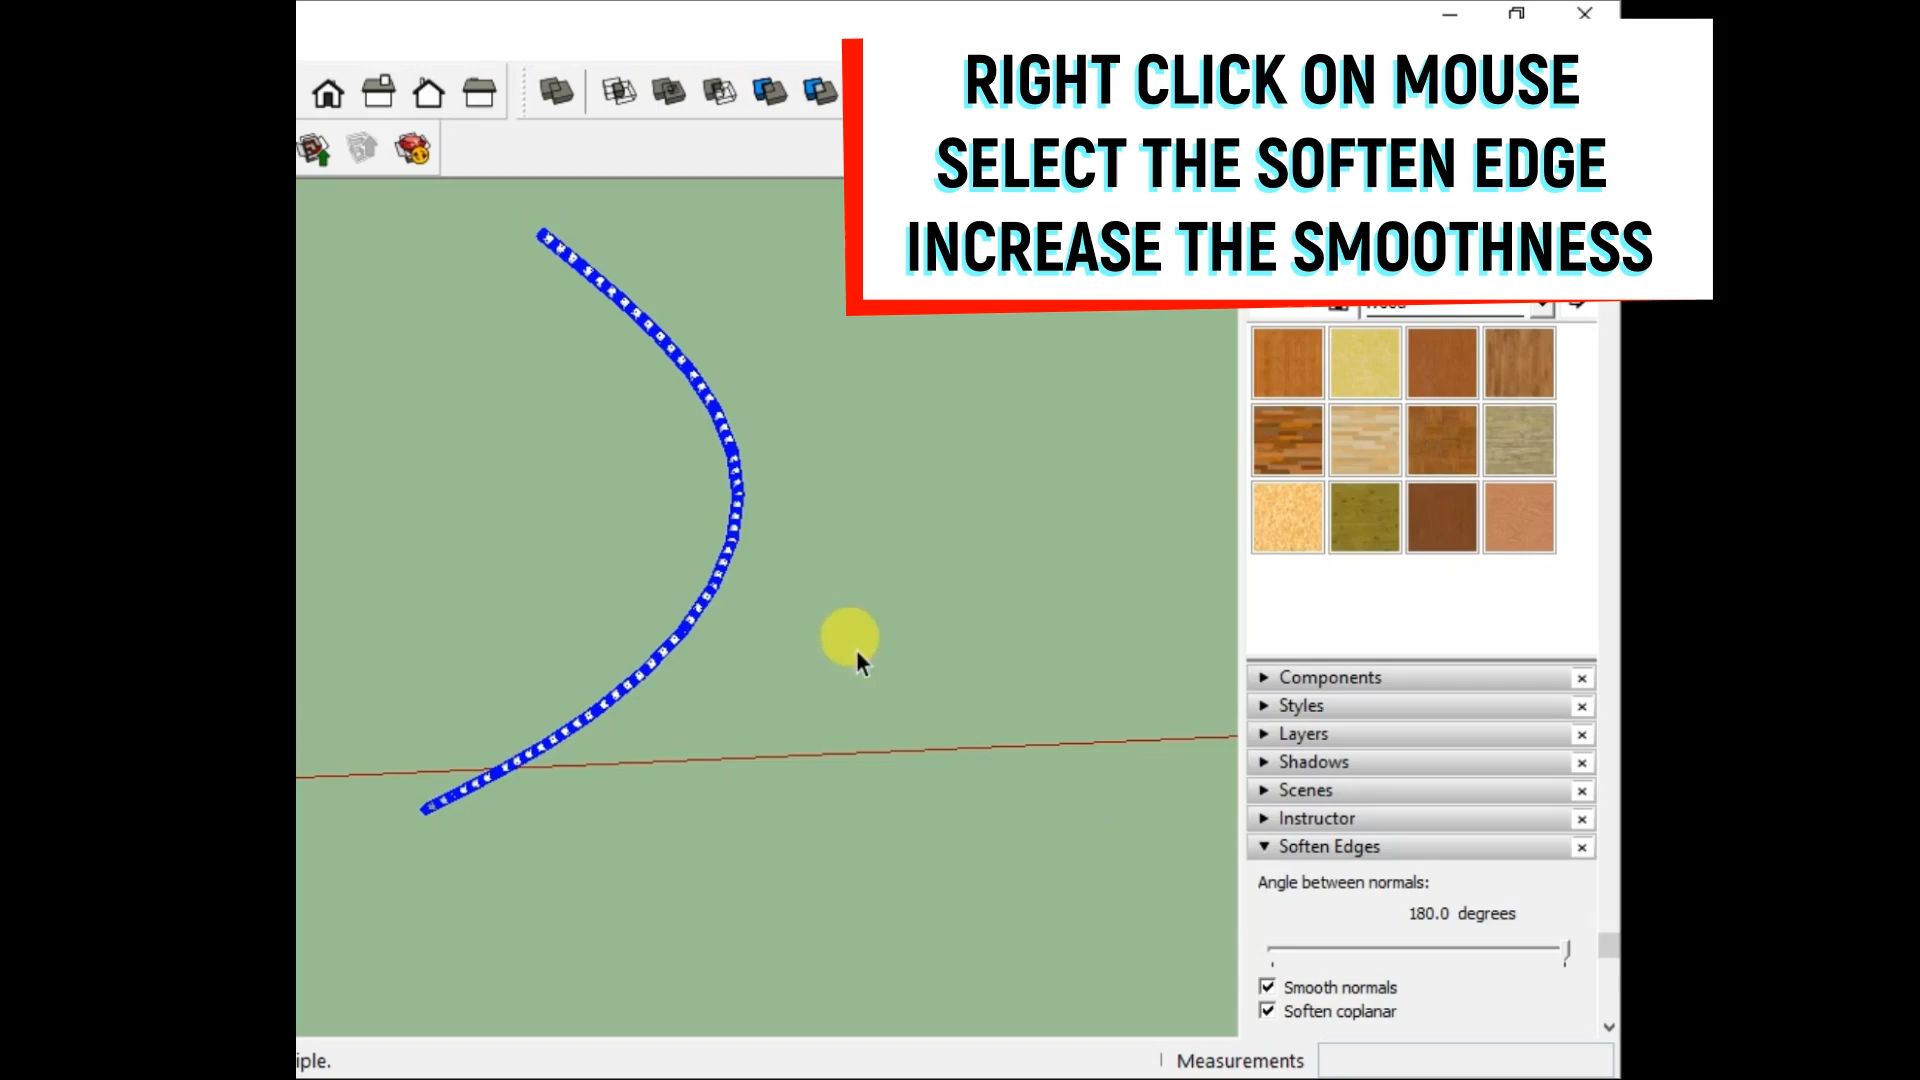 RIGHT CLICK ON MOUSE
SELECT THE SOFTEN EDGE
INCREASE THE SMOOTHNESS
Components
Styles
Layers
Shadows
Scenes
Instructor
Soften Edges
Angle between normals:
180.0 degrees
Smooth normals
Soften coplanar
iple.
Measurements